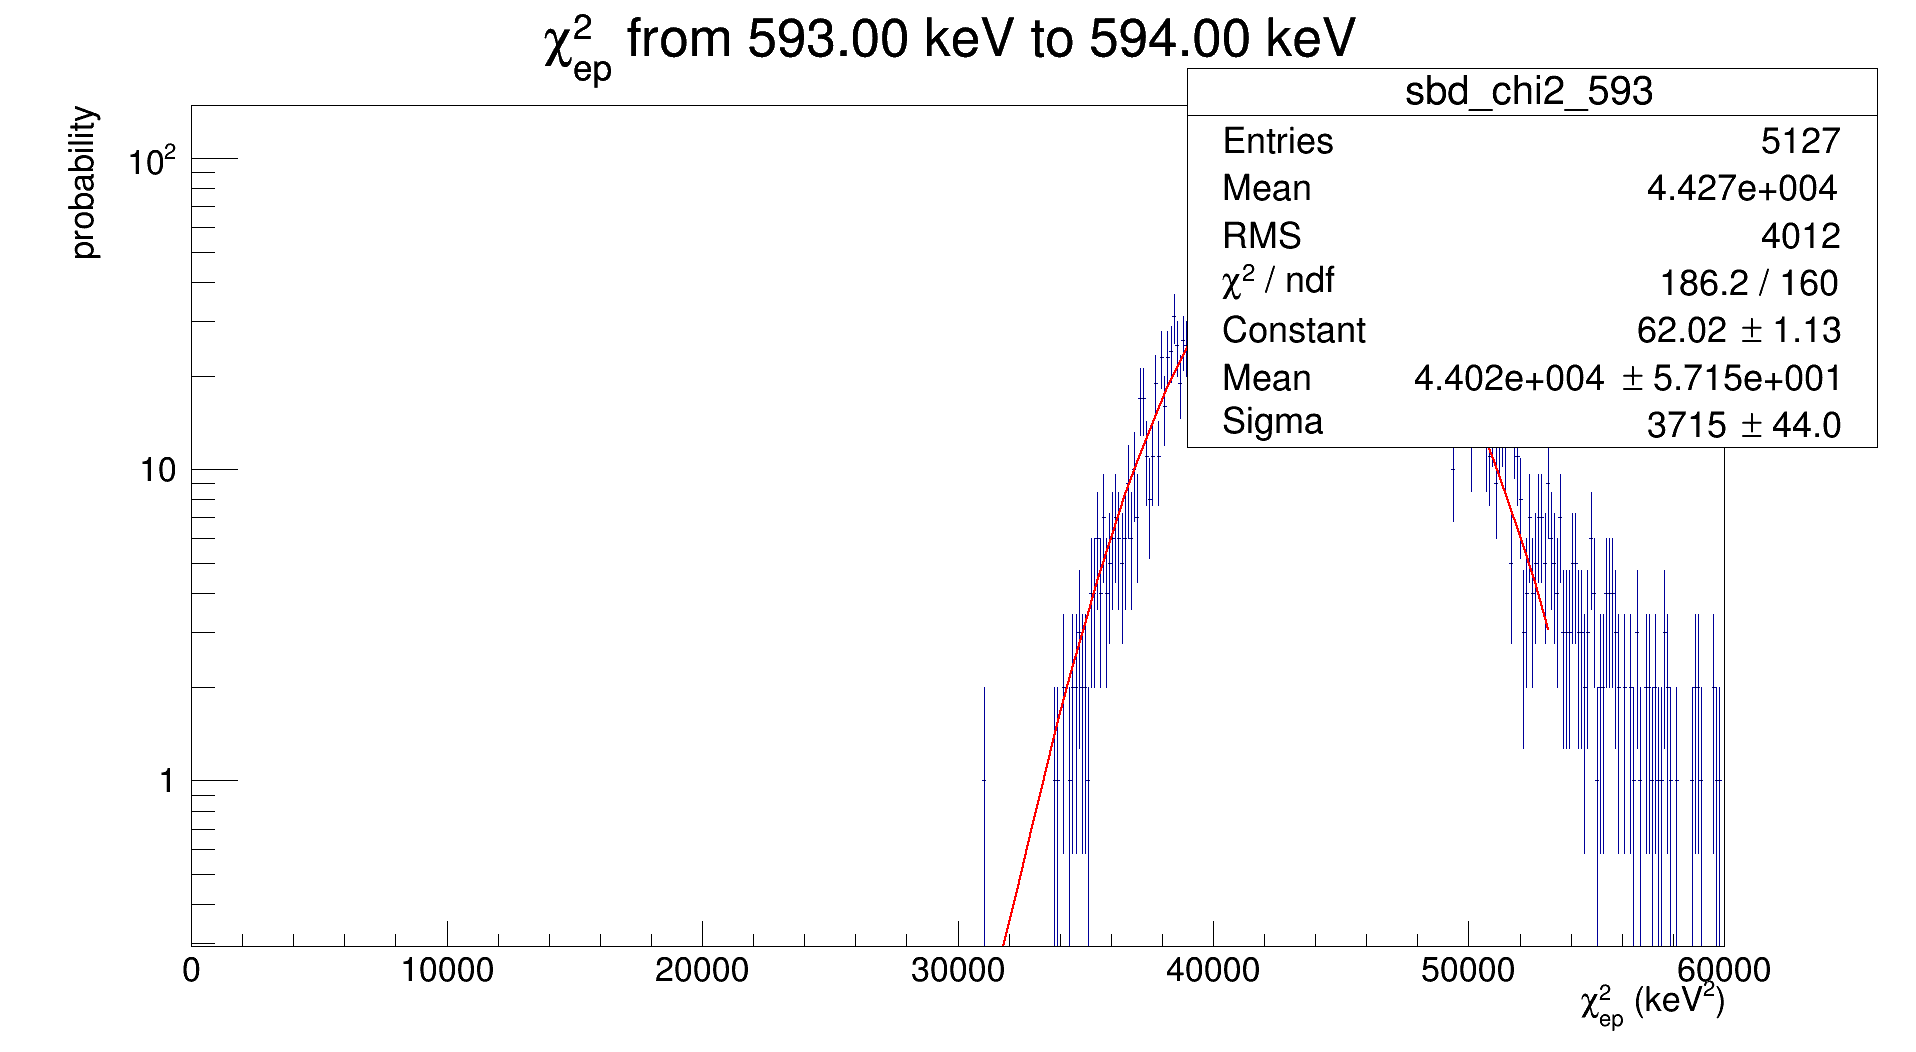 χ²ep from 593.00 keV to 594.00 keV
probability
10²
10
1
sbd_chi2_593
Entries 5127
Mean 4.427e+004
RMS 4012
χ² / ndf 186.2 / 160
Constant 62.02 ± 1.13
Mean 4.402e+004 ± 5.715e+001
Sigma 3715 ± 44.0
0 10000 20000 30000 40000 50000 60000
χ²ep (keV²)